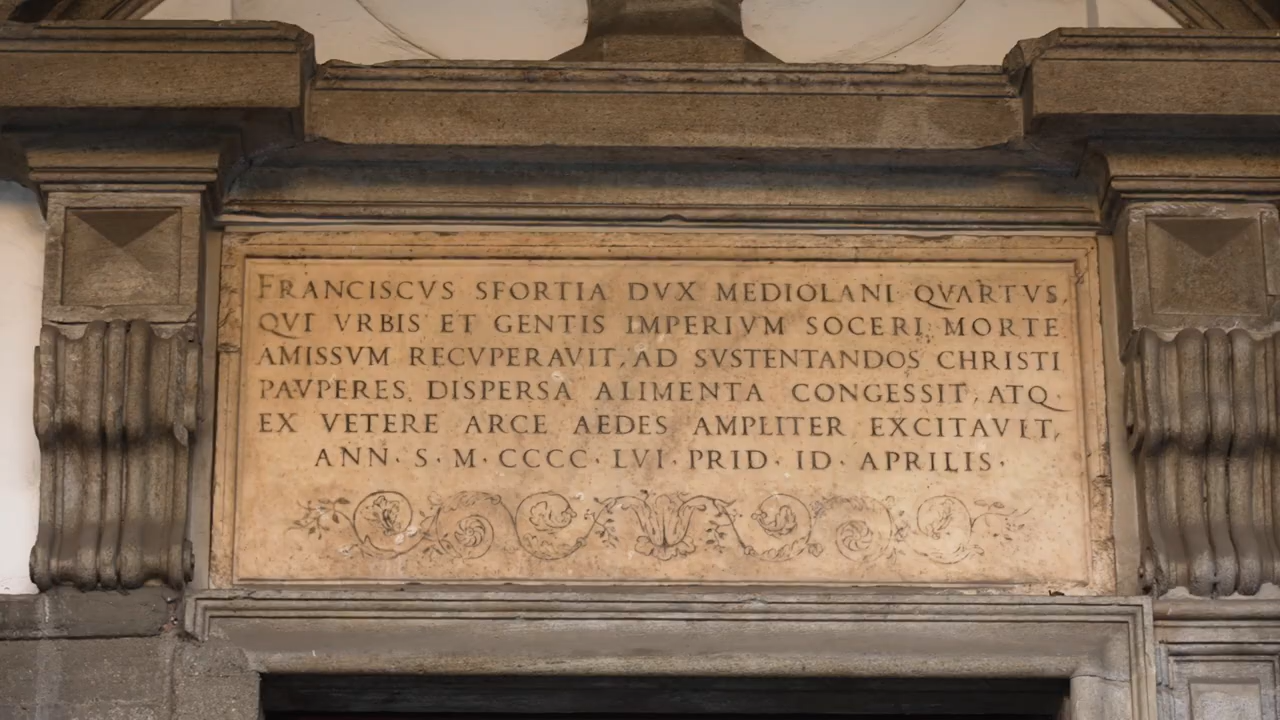 FRANCISCVS SFORTIA DVX MEDIOLANI QVARTVS,
QVI VRBIS ET GENTIS IMPERIVM SOCERI MORTE
AMISSVM RECVPERAVIT, AD SVSTENTANDOS CHRISTI
PAVPERES DISPERSA ALIMENTA CONGESSIT, ATQ·
EX VETERE ARCE AEDES AMPLITER EXCITAVIT,
ANN· S· M· CCCC· LVI· PRID· ID· APRILIS·